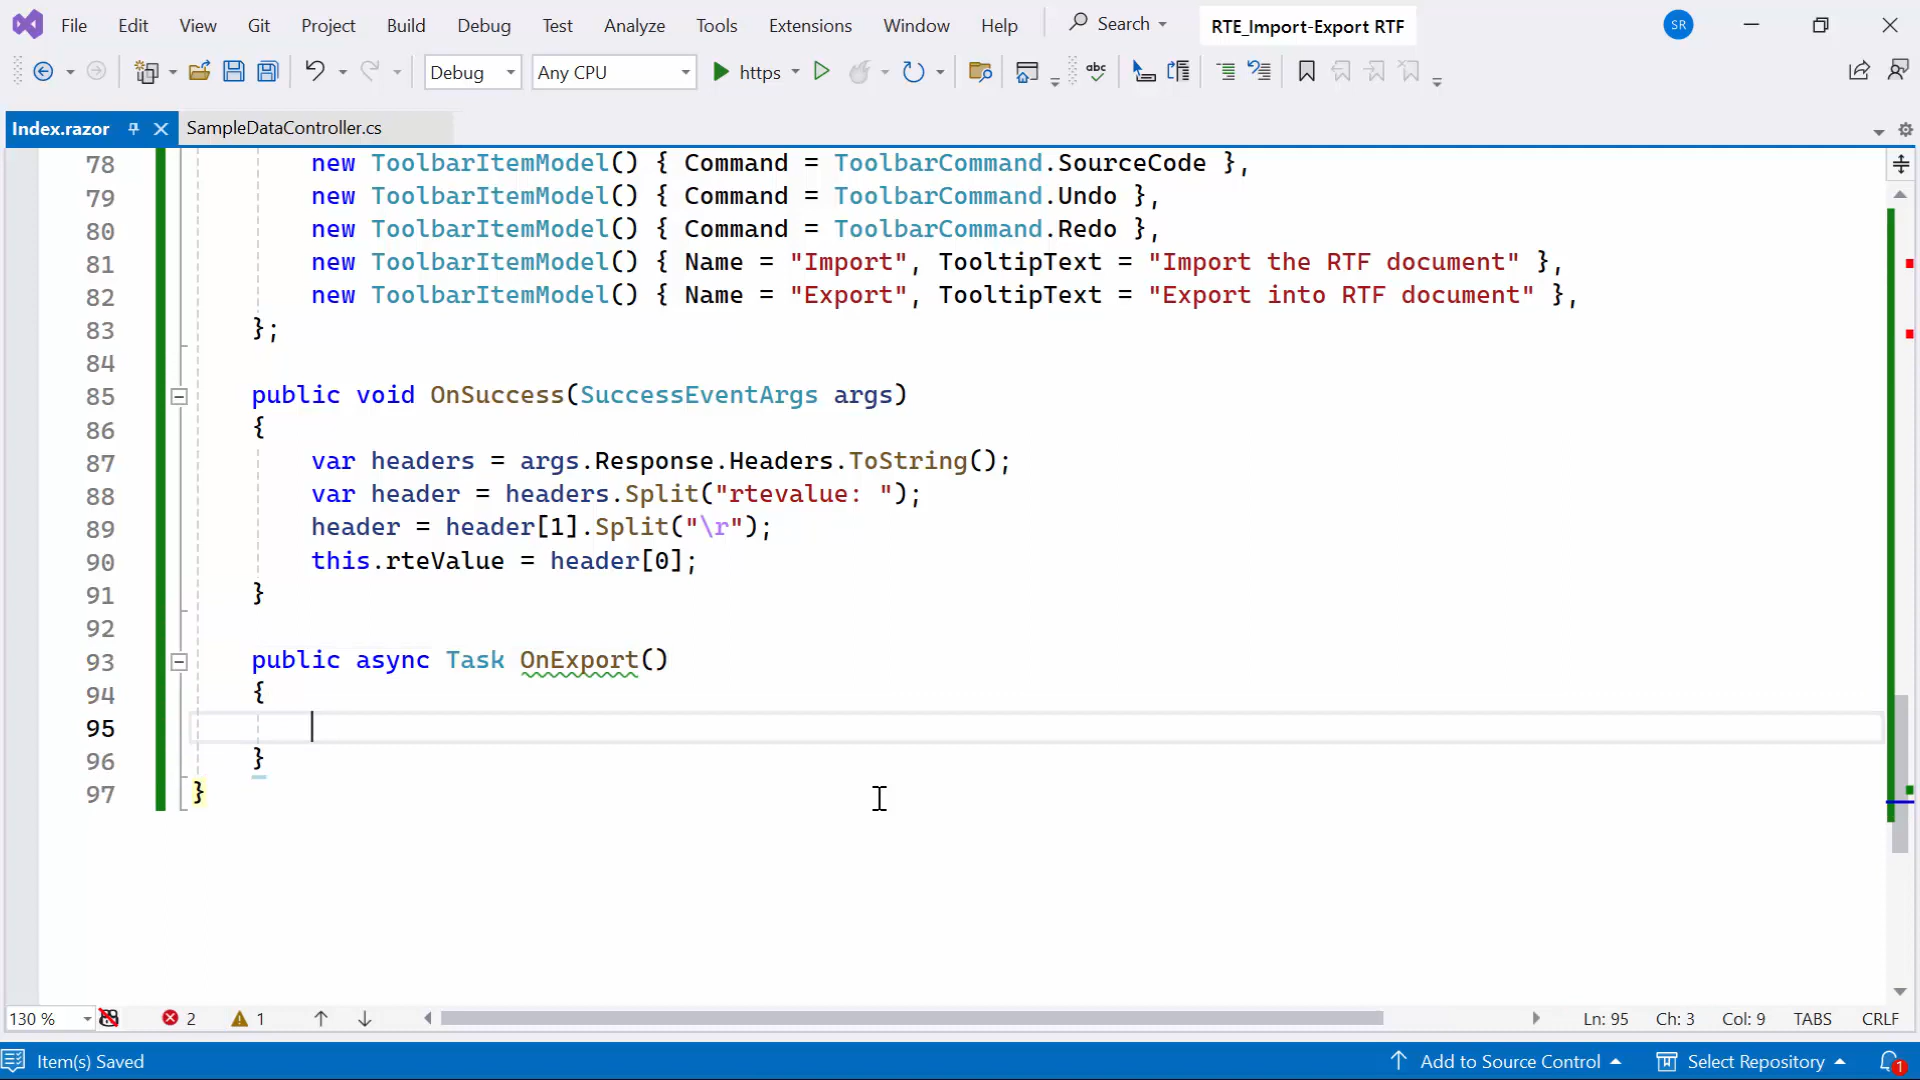 File Edit View Git Project Build Debug Test Analyze Tools Extensions Window Help Search RTE_Import-Export RTF SR
Debug Any CPU https abc
Index.razor SampleDataController.cs
78 new ToolbarItemModel() { Command = ToolbarCommand.SourceCode },
79 new ToolbarItemModel() { Command = ToolbarCommand.Undo },
80 new ToolbarItemModel() { Command = ToolbarCommand.Redo },
81 new ToolbarItemModel() { Name = "Import", TooltipText = "Import the RTF document" },
82 new ToolbarItemModel() { Name = "Export", TooltipText = "Export into RTF document" },
83 };
84
85 public void OnSuccess(SuccessEventArgs args)
86 {
87 var headers = args.Response.Headers.ToString();
88 var header = headers.Split("rtevalue: ");
89 header = header[1].Split("\r");
90 this.rteValue = header[0];
91 }
92
93 public async Task OnExport()
94 {
95
96 }
97 }
130 % 2 1 Ln: 95 Ch: 3 Col: 9 TABS CRLF
Item(s) Saved Add to Source Control Select Repository 1